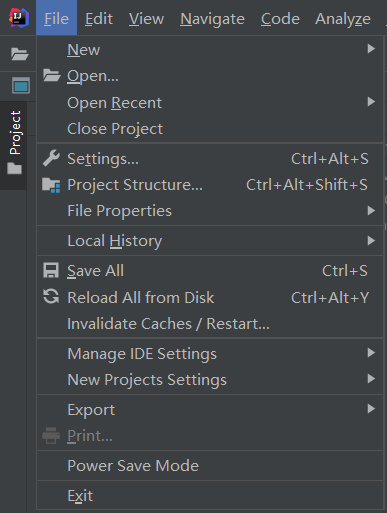 IJ File Edit View Navigate Code Analyze
New
Open...
Open Recent
Close Project
Settings... Ctrl+Alt+S
Project Structure... Ctrl+Alt+Shift+S
File Properties
Local History
Save All Ctrl+S
Reload All from Disk Ctrl+Alt+Y
Invalidate Caches / Restart...
Manage IDE Settings
New Projects Settings
Export
Print...
Power Save Mode
Exit
Project